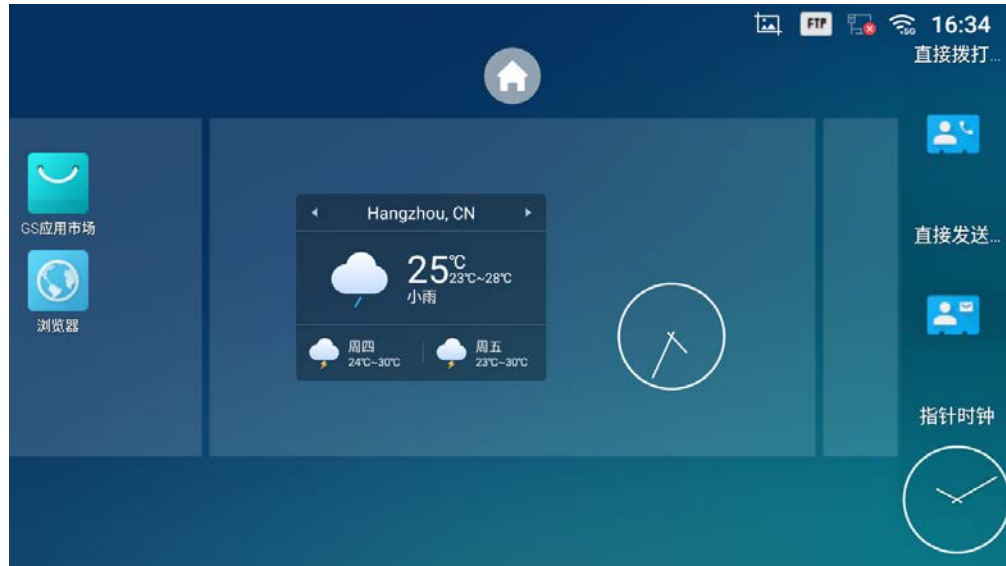 FTP
5G
16:34
直接拨打...
GS应用市场
Hangzhou, CN
25℃
23℃~28℃
小雨
直接发送...
浏览器
周四
24℃~30℃
周五
23℃~30℃
指针时钟